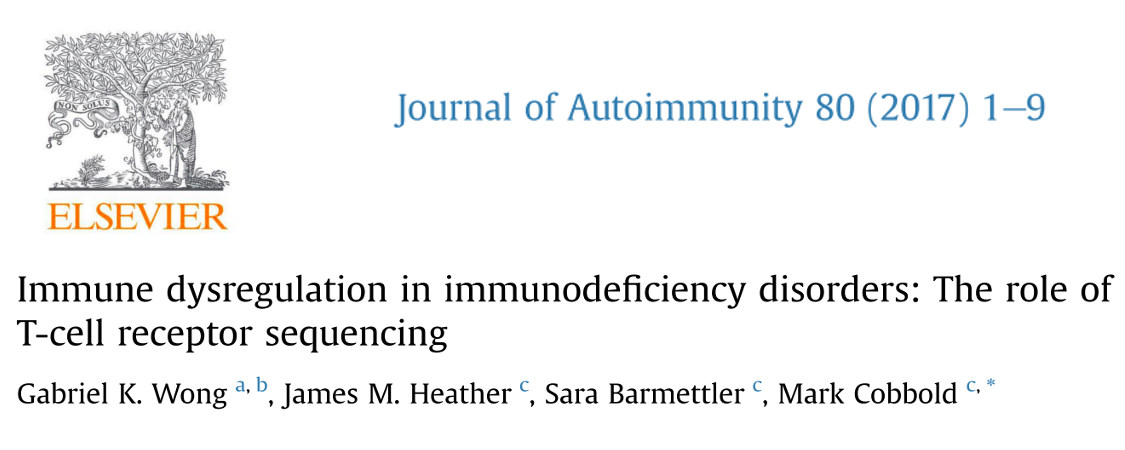 NON SOLUS
ELSEVIER
Journal of Autoimmunity 80 (2017) 1–9
Immune dysregulation in immunodeficiency disorders: The role of
T-cell receptor sequencing
Gabriel K. Wong a, b, James M. Heather c, Sara Barmettler c, Mark Cobbold c, *